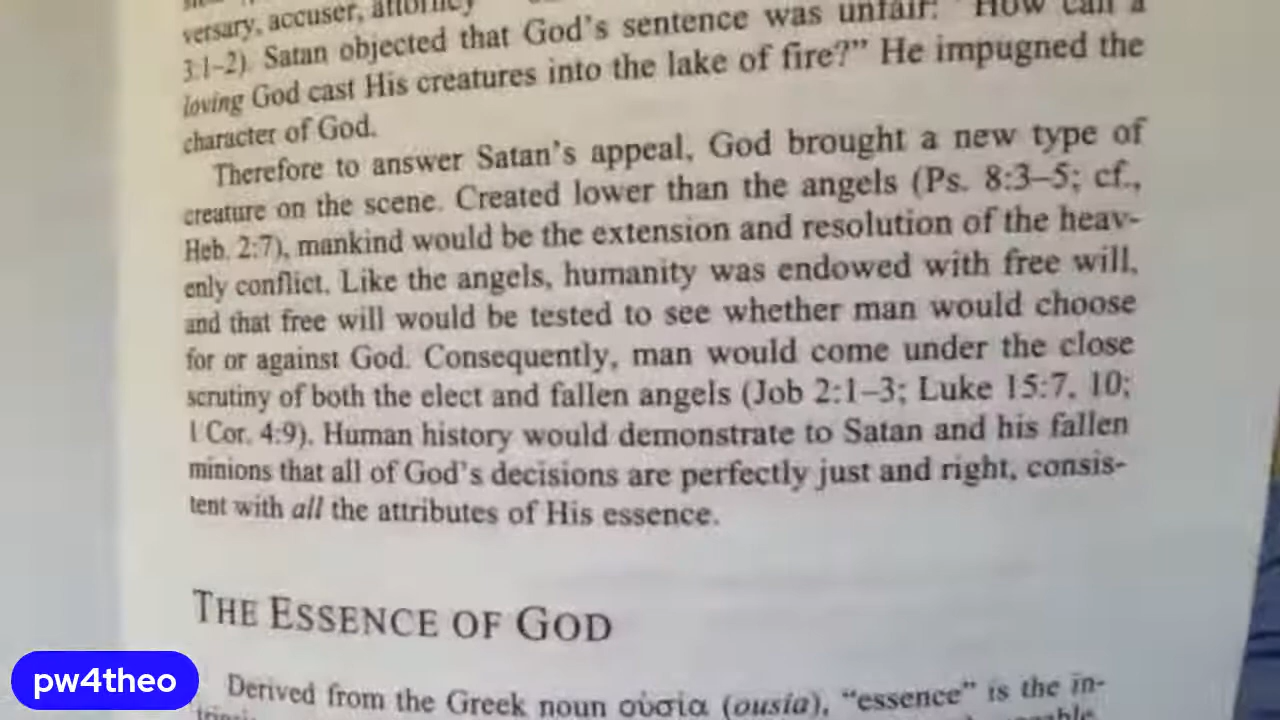 versary, accuser, attorney
3:1–2). Satan objected that God's sentence was unfair: "How can a
loving God cast His creatures into the lake of fire?" He impugned the
character of God.
Therefore to answer Satan's appeal, God brought a new type of
creature on the scene. Created lower than the angels (Ps. 8:3–5; cf.,
Heb. 2:7), mankind would be the extension and resolution of the heav-
enly conflict. Like the angels, humanity was endowed with free will,
and that free will would be tested to see whether man would choose
for or against God. Consequently, man would come under the close
scrutiny of both the elect and fallen angels (Job 2:1–3; Luke 15:7, 10;
1 Cor. 4:9). Human history would demonstrate to Satan and his fallen
minions that all of God's decisions are perfectly just and right, consis-
tent with all the attributes of His essence.
THE ESSENCE OF GOD
Derived from the Greek noun οὐσία (ousia), "essence" is the in-
pw4theo